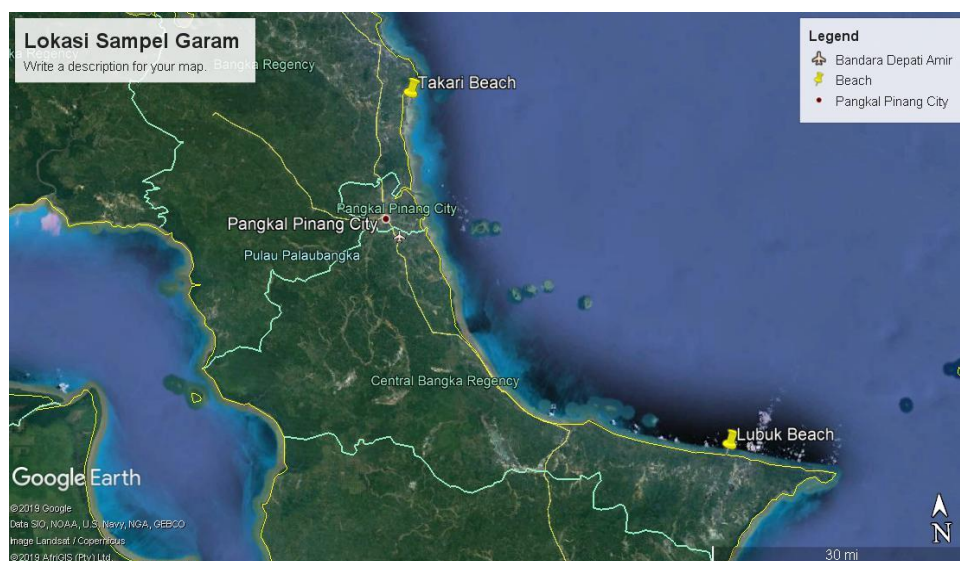 Lokasi Sampel Garam
Write a description for your map.
Bangka Regency
Legend
Bandara Depati Amir
Beach
Pangkal Pinang City
Takari Beach
Pangkal Pinang City
Pangkal Pinang City
Pulau Palaubangka
Central Bangka Regency
Lubuk Beach
Google Earth
©2019 Google
Data SIO, NOAA, U.S. Navy, NGA, GEBCO
Image Landsat / Copernicus
©2019 AfriGIS (Pty) Ltd.
N
30 mi